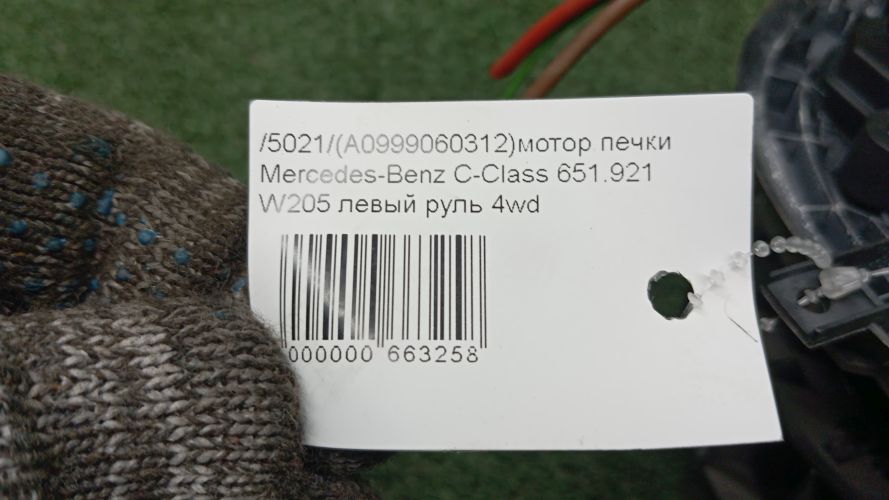 /5021/(A0999060312)мотор печки
Mercedes-Benz C-Class 651.921
W205 левый руль 4wd
000000 663258